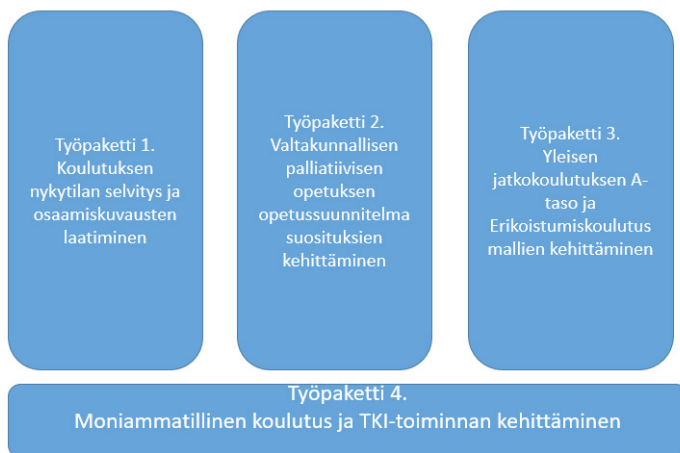 Työpaketti 1.
Koulutuksen
nykytilan selvitys ja
osaamiskuvausten
laatiminen
Työpaketti 2.
Valtakunnallisen
palliatiivisen
opetuksen
opetussuunnitelma
suosituksien
kehittäminen
Työpaketti 3.
Yleisen
jatkokoulutuksen A-
taso ja
Erikoistumiskoulutus
mallien kehittäminen
Työpaketti 4.
Moniammatillinen koulutus ja TKI-toiminnan kehittäminen